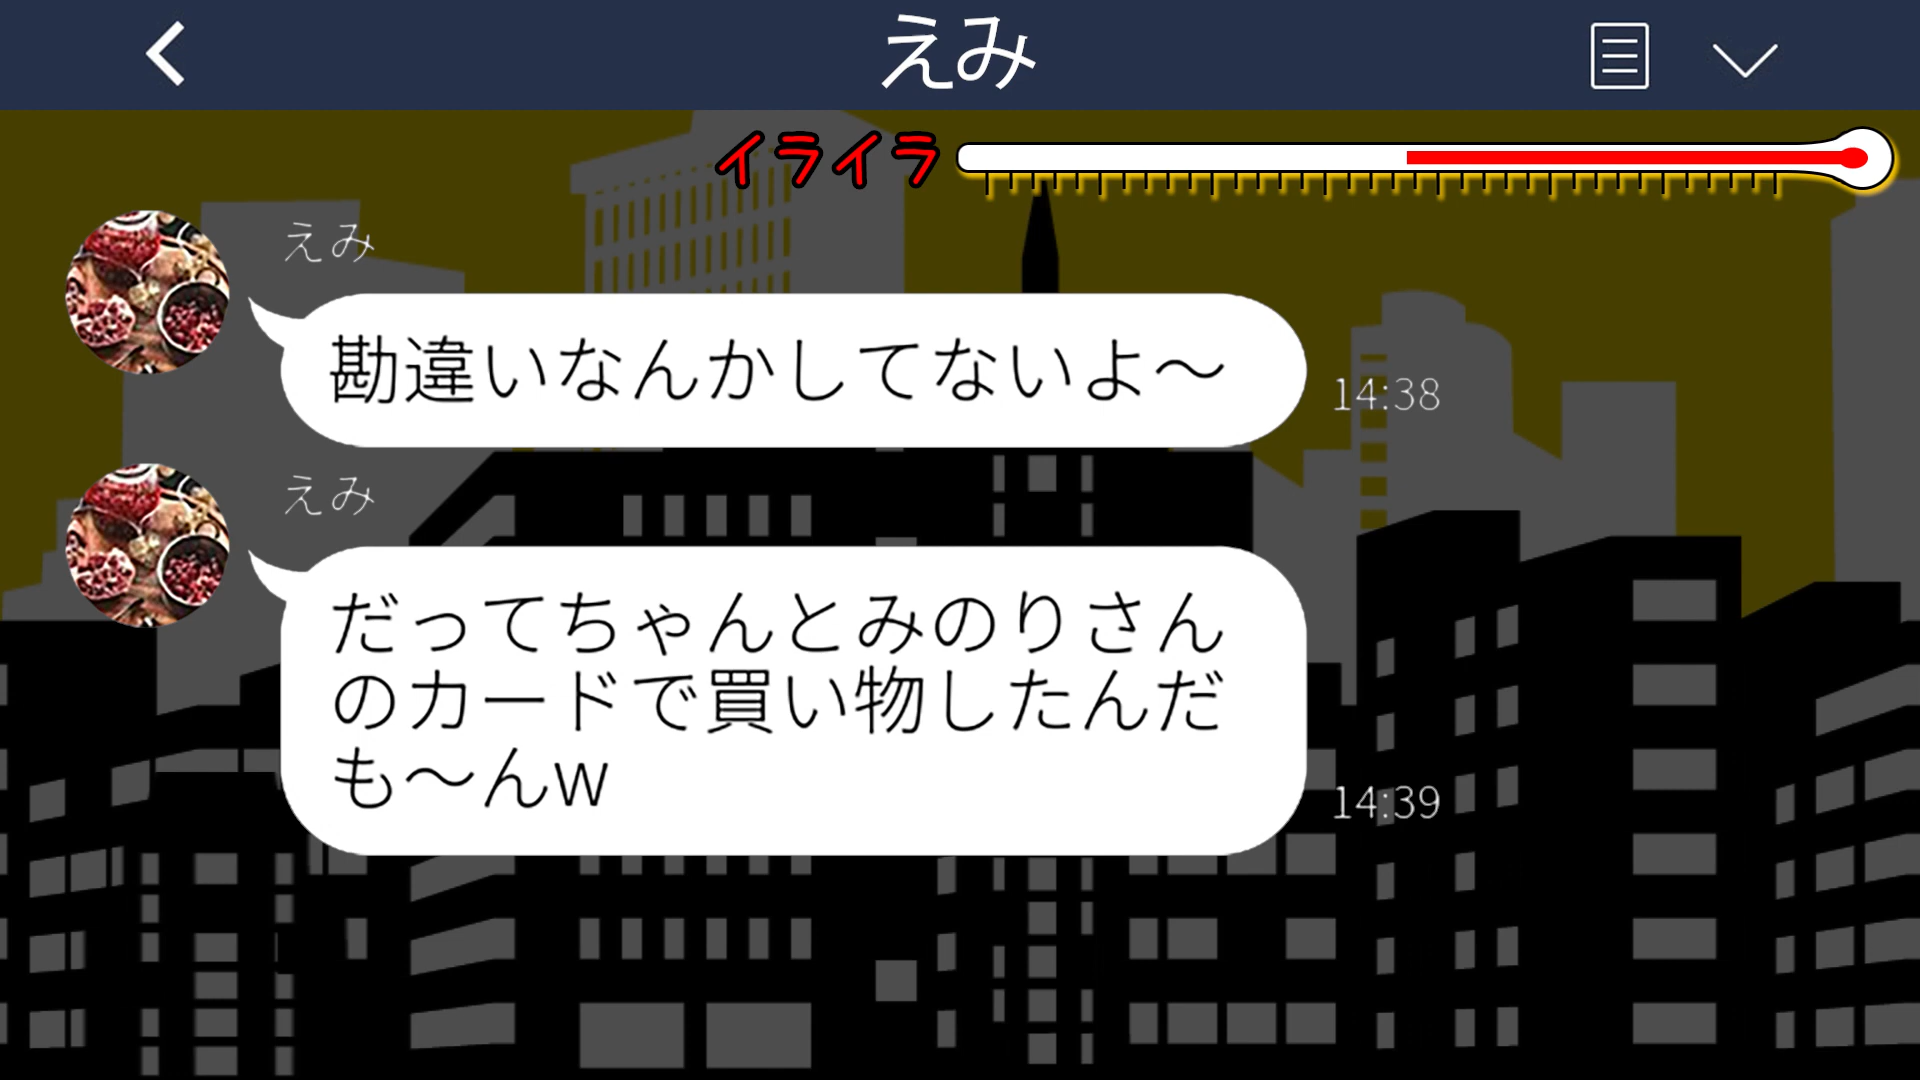 えみ
イライラ
えみ
勘違いなんかしてないよ～
14:38
えみ
だってちゃんとみのりさん
のカードで買い物したんだ
も～んw
14:39